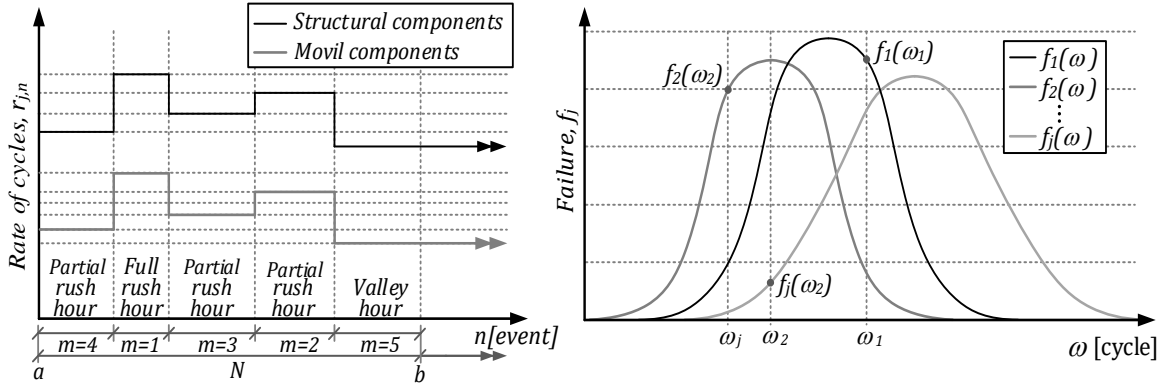 Structural components
Movil components
Rate of cycles, r_{j,n}
Partial rush hour
Full rush hour
Partial rush hour
Partial rush hour
Valley hour
n[event]
m=4
m=1
m=3
m=2
m=5
a
N
b
Failure, f_j
f_2(ω_2)
f_1(ω_1)
f_j(ω_2)
f_1(ω)
f_2(ω)
f_j(ω)
ω_j
ω_2
ω_1
ω [cycle]